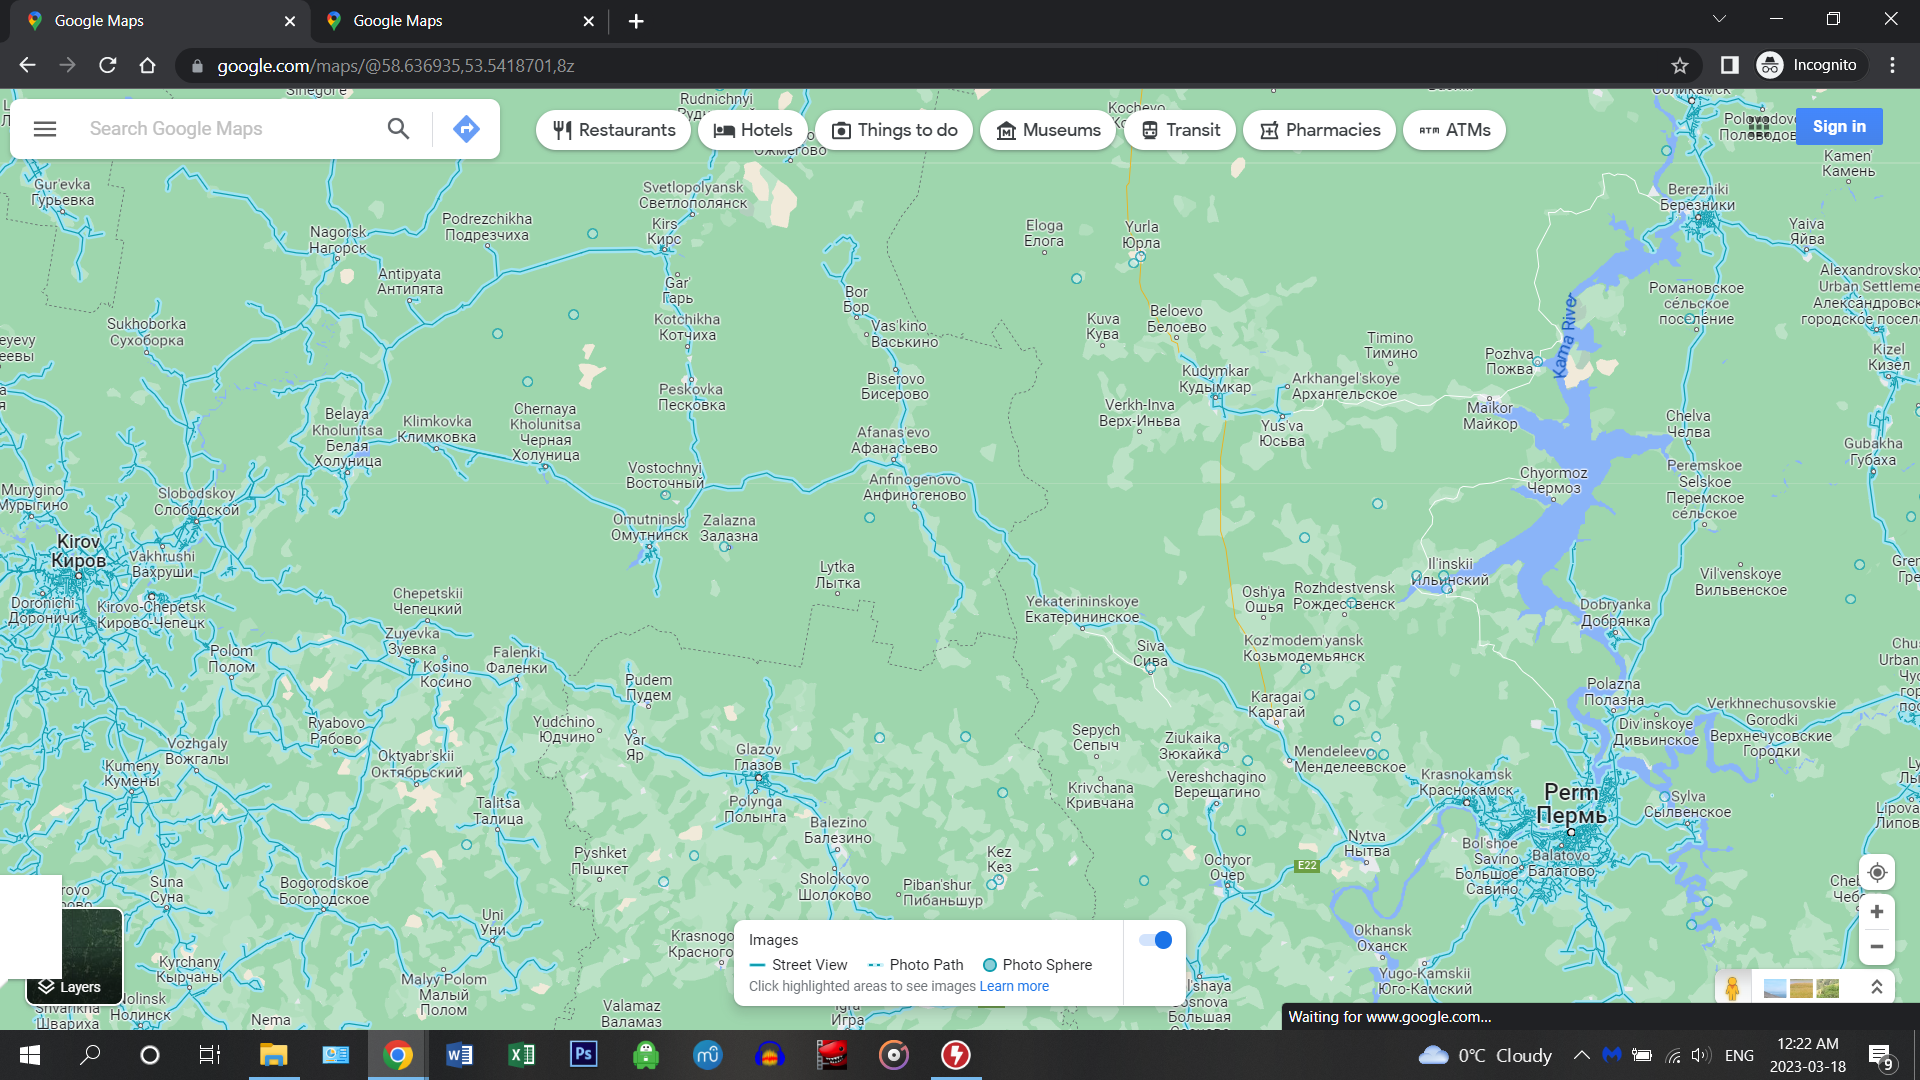 Google Maps
Google Maps
google.com/maps/@58.636935,53.5418701,8z
Incognito
Search Google Maps
Restaurants
Hotels
Things to do
Museums
Transit
Pharmacies
ATMs
Sign in
Rudnichnyi
Kochevo
Соликамск
Ожмегово
Kamen'
Камень
Gur'evka
Гурьевка
Svetlopolyansk
Светлополянск
Berezniki
Березники
Podrezchikha
Подрезчиха
Nagorsk
Нагорск
Kirs
Кирс
Eloga
Елога
Yurla
Юрла
Yaiva
Яйва
Antipyata
Антипята
Gar'
Гарь
Bor
Бор
Романовское
сельское
поселение
Alexandrovsko
Urban Settleme
Александровск
городское посел
Kama River
Sukhoborka
Сухоборка
Kotchikha
Котчиха
Vas'kino
Васькино
Kuva
Кува
Beloevo
Белоево
Timino
Тимино
Pozhva
Пожва
Kizel
Кизел
Peskovka
Песковка
Biserovo
Бисерово
Kudymkar
Кудымкар
Arkhangel'skoye
Архангельское
Belaya
Kholunitsa
Белая
Холуница
Klimkovka
Климковка
Chernaya
Kholunitsa
Черная
Холуница
Verkh-Inva
Верх-Иньва
Yus'va
Юсьва
Maikor
Майкор
Chelva
Челва
Afanas'evo
Афанасьево
Gubakha
Губаха
Vostochnyi
Восточный
Anfinogenovo
Анфиногеново
Chyormoz
Чермоз
Peremskoe
Selskoe
Перемское
сельское
Murygino
Мурыгино
Slobodskoy
Слободской
Omutninsk
Омутнинск
Zalazna
Залазна
Kirov
Киров
Vakhrushi
Вахруши
Lytka
Лытка
Il'inskii
Ильинский
Vil'venskoye
Вильвенское
Doronichi
Дороничи
Kirovo-Chepetsk
Кирово-Чепецк
Chepetskii
Чепецкий
Yekaterininskoye
Екатерининское
Osh'ya
Ошья
Rozhdestvensk
Рождественск
Dobryanka
Добрянка
Zuyevka
Зуевка
Koz'modem'yansk
Козьмодемьянск
Polom
Полом
Kosino
Косино
Falenki
Фаленки
Siva
Сива
Pudem
Пудем
Karagai
Карагай
Polazna
Полазна
Ryabovo
Рябово
Yudchino
Юдчино
Div'inskoye
Дивьинское
Verkhnechusovskie
Gorodki
Верхнечусовские
Городки
Vozhgaly
Вожгалы
Yar
Яр
Glazov
Глазов
Sepych
Сепыч
Ziukaika
Зюкайка
Mendeleevo
Менделеевское
Oktyabr'skii
Октябрьский
Kumeny
Кумены
Krivchana
Кривчана
Vereshchagino
Верещагино
Krasnokamsk
Краснокамск
Perm
Пермь
Sylva
Сылвенское
Talitsa
Талица
Polynga
Полынга
Balezino
Балезино
Nytva
Нытва
Bol'shoe
Savino
Большое
Савино
Balatovo
Балатово
Pyshket
Пышкет
Kez
Кез
Ochyor
Очер
E22
Suna
Суна
Bogorodskoe
Богородское
Sholokovo
Шолоково
Piban'shur
Пибаньшур
Uni
Уни
Okhansk
Оханск
Kyrchany
Кырчаны
Malyy Polom
Малый
Полом
Yugo-Kamskii
Юго-Камский
Nolinsk
Нолинск
Nema
Нема
Valamaz
Валамаз
Игра
Шварихa
Большая
Images
Street View
Photo Path
Photo Sphere
Click highlighted areas to see images Learn more
Layers
Waiting for www.google.com...
0°C Cloudy
ENG
12:22 AM
2023-03-18
9